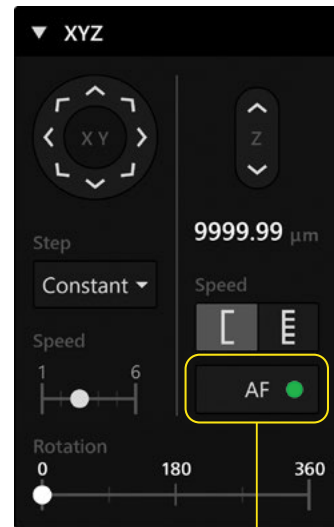 XYZ
XY
Z
9999.99 μm
Step
Constant
Speed
Speed
1 6
AF
Rotation
0 180 360